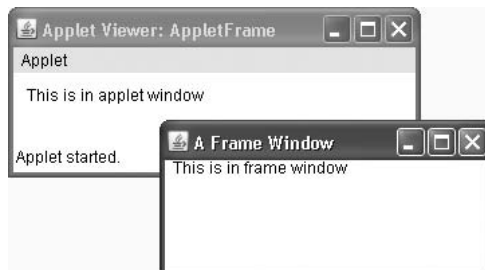 Applet Viewer: AppletFrame
Applet
This is in applet window
Applet started.
A Frame Window
This is in frame window